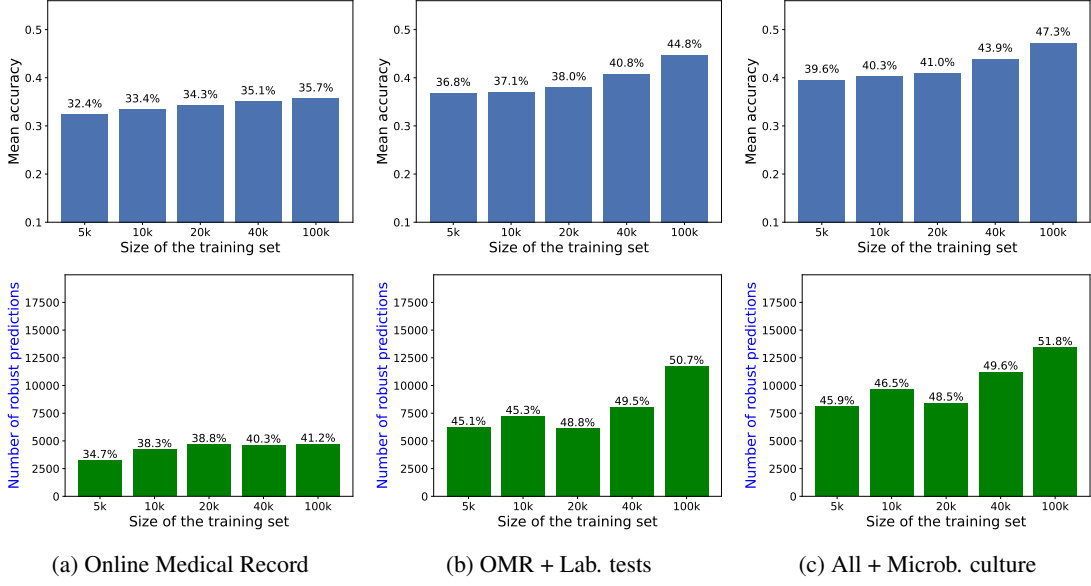 Mean accuracy
0.5
0.4
0.3
0.2
0.1
32.4%
33.4%
34.3%
35.1%
35.7%
5k
10k
20k
40k
100k
Size of the training set
Mean accuracy
0.5
0.4
0.3
0.2
0.1
36.8%
37.1%
38.0%
40.8%
44.8%
5k
10k
20k
40k
100k
Size of the training set
Mean accuracy
0.5
0.4
0.3
0.2
0.1
39.6%
40.3%
41.0%
43.9%
47.3%
5k
10k
20k
40k
100k
Size of the training set
Number of robust predictions
17500
15000
12500
10000
7500
5000
2500
0
34.7%
38.3%
38.8%
40.3%
41.2%
5k
10k
20k
40k
100k
Size of the training set
Number of robust predictions
17500
15000
12500
10000
7500
5000
2500
0
45.1%
45.3%
48.8%
49.5%
50.7%
5k
10k
20k
40k
100k
Size of the training set
Number of robust predictions
17500
15000
12500
10000
7500
5000
2500
0
45.9%
46.5%
48.5%
49.6%
51.8%
5k
10k
20k
40k
100k
Size of the training set
(a) Online Medical Record
(b) OMR + Lab. tests
(c) All + Microb. culture